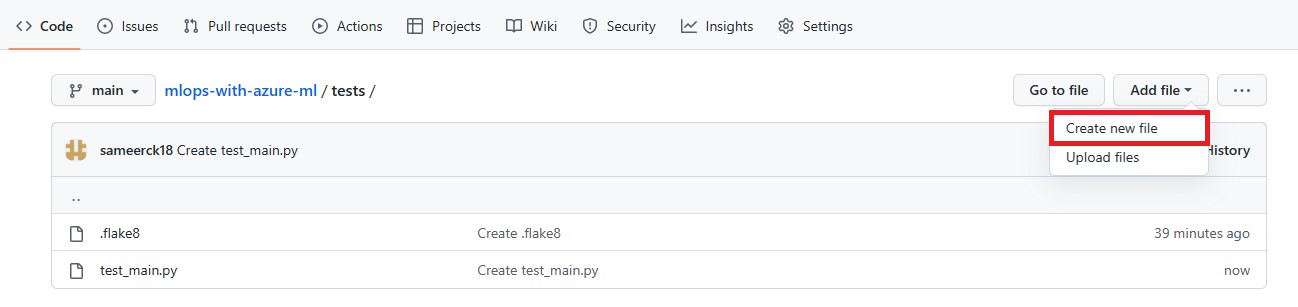 Code Issues Pull requests Actions Projects Wiki Security Insights Settings
main mlops-with-azure-ml / tests / Go to file Add file ...
Create new file
sameerck18 Create test_main.py History
Upload files
..
.flake8 Create .flake8 39 minutes ago
test_main.py Create test_main.py now